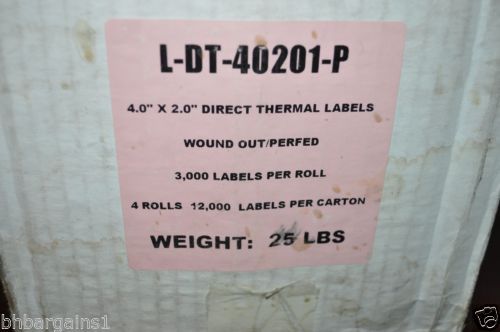 L-DT-40201-P
4.0" X 2.0" DIRECT THERMAL LABELS
WOUND OUT/PERFED
3,000 LABELS PER ROLL
4 ROLLS 12,000 LABELS PER CARTON
WEIGHT: 25 LBS
bhbargains1